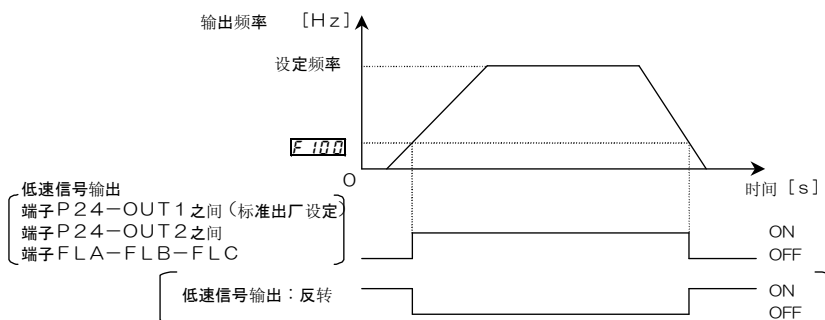 输出频率 [Hz]
设定频率
F 100
0
时间 [s]
低速信号输出
端子P24-OUT1之间(标准出厂设定)
端子P24-OUT2之间
端子FLA-FLB-FLC
ON
OFF
低速信号输出:反转
ON
OFF